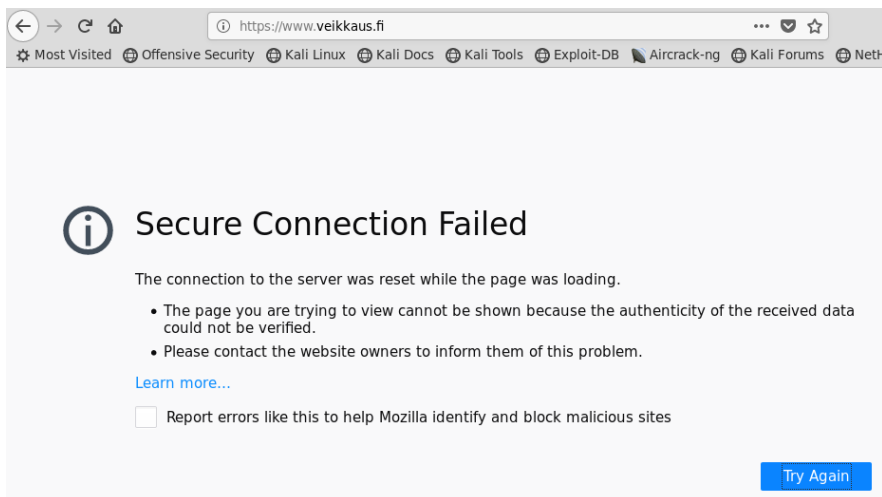 https://www.veikkaus.fi
Most Visited Offensive Security Kali Linux Kali Docs Kali Tools Exploit-DB Aircrack-ng Kali Forums NetH
Secure Connection Failed
The connection to the server was reset while the page was loading.
• The page you are trying to view cannot be shown because the authenticity of the received data
could not be verified.
• Please contact the website owners to inform them of this problem.
Learn more...
Report errors like this to help Mozilla identify and block malicious sites
Try Again